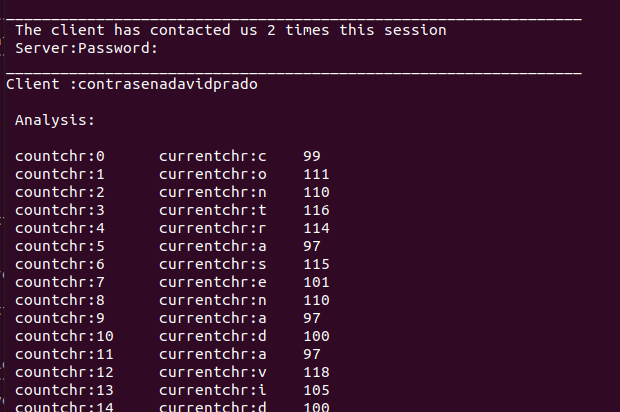 The client has contacted us 2 times this session
Server:Password:
Client :contrasenadavidprado
Analysis:
countchr:0 currentchr:c 99
countchr:1 currentchr:o 111
countchr:2 currentchr:n 110
countchr:3 currentchr:t 116
countchr:4 currentchr:r 114
countchr:5 currentchr:a 97
countchr:6 currentchr:s 115
countchr:7 currentchr:e 101
countchr:8 currentchr:n 110
countchr:9 currentchr:a 97
countchr:10 currentchr:d 100
countchr:11 currentchr:a 97
countchr:12 currentchr:v 118
countchr:13 currentchr:i 105
countchr:14 currentchr:d 100